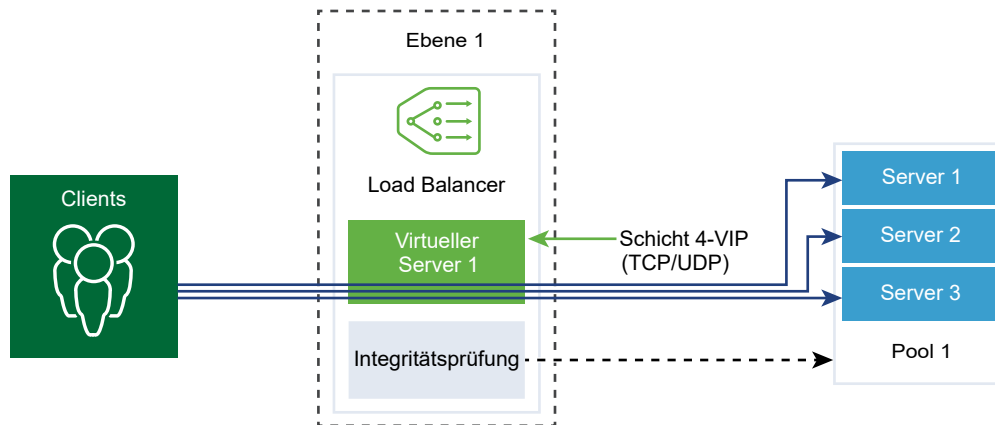 Ebene 1
Load Balancer
Clients
Virtueller
Server 1
Schicht 4-VIP
(TCP/UDP)
Integritätsprüfung
Server 1
Server 2
Server 3
Pool 1